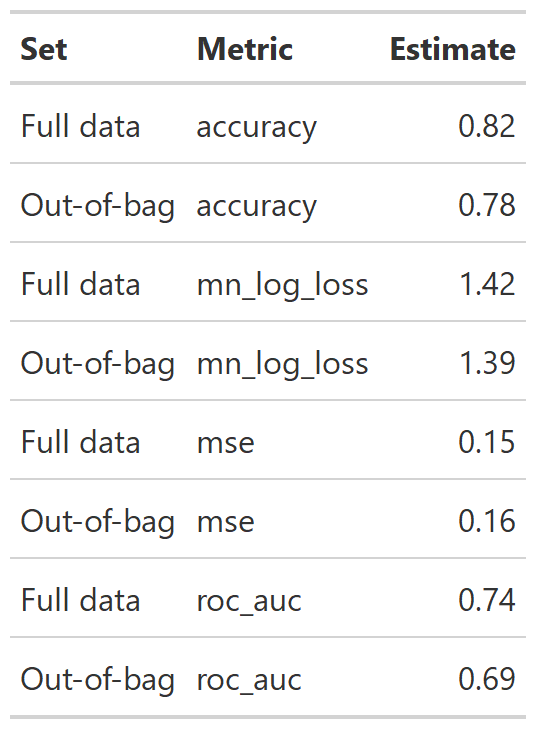 Set Metric Estimate
Full data accuracy 0.82
Out-of-bag accuracy 0.78
Full data mn_log_loss 1.42
Out-of-bag mn_log_loss 1.39
Full data mse 0.15
Out-of-bag mse 0.16
Full data roc_auc 0.74
Out-of-bag roc_auc 0.69